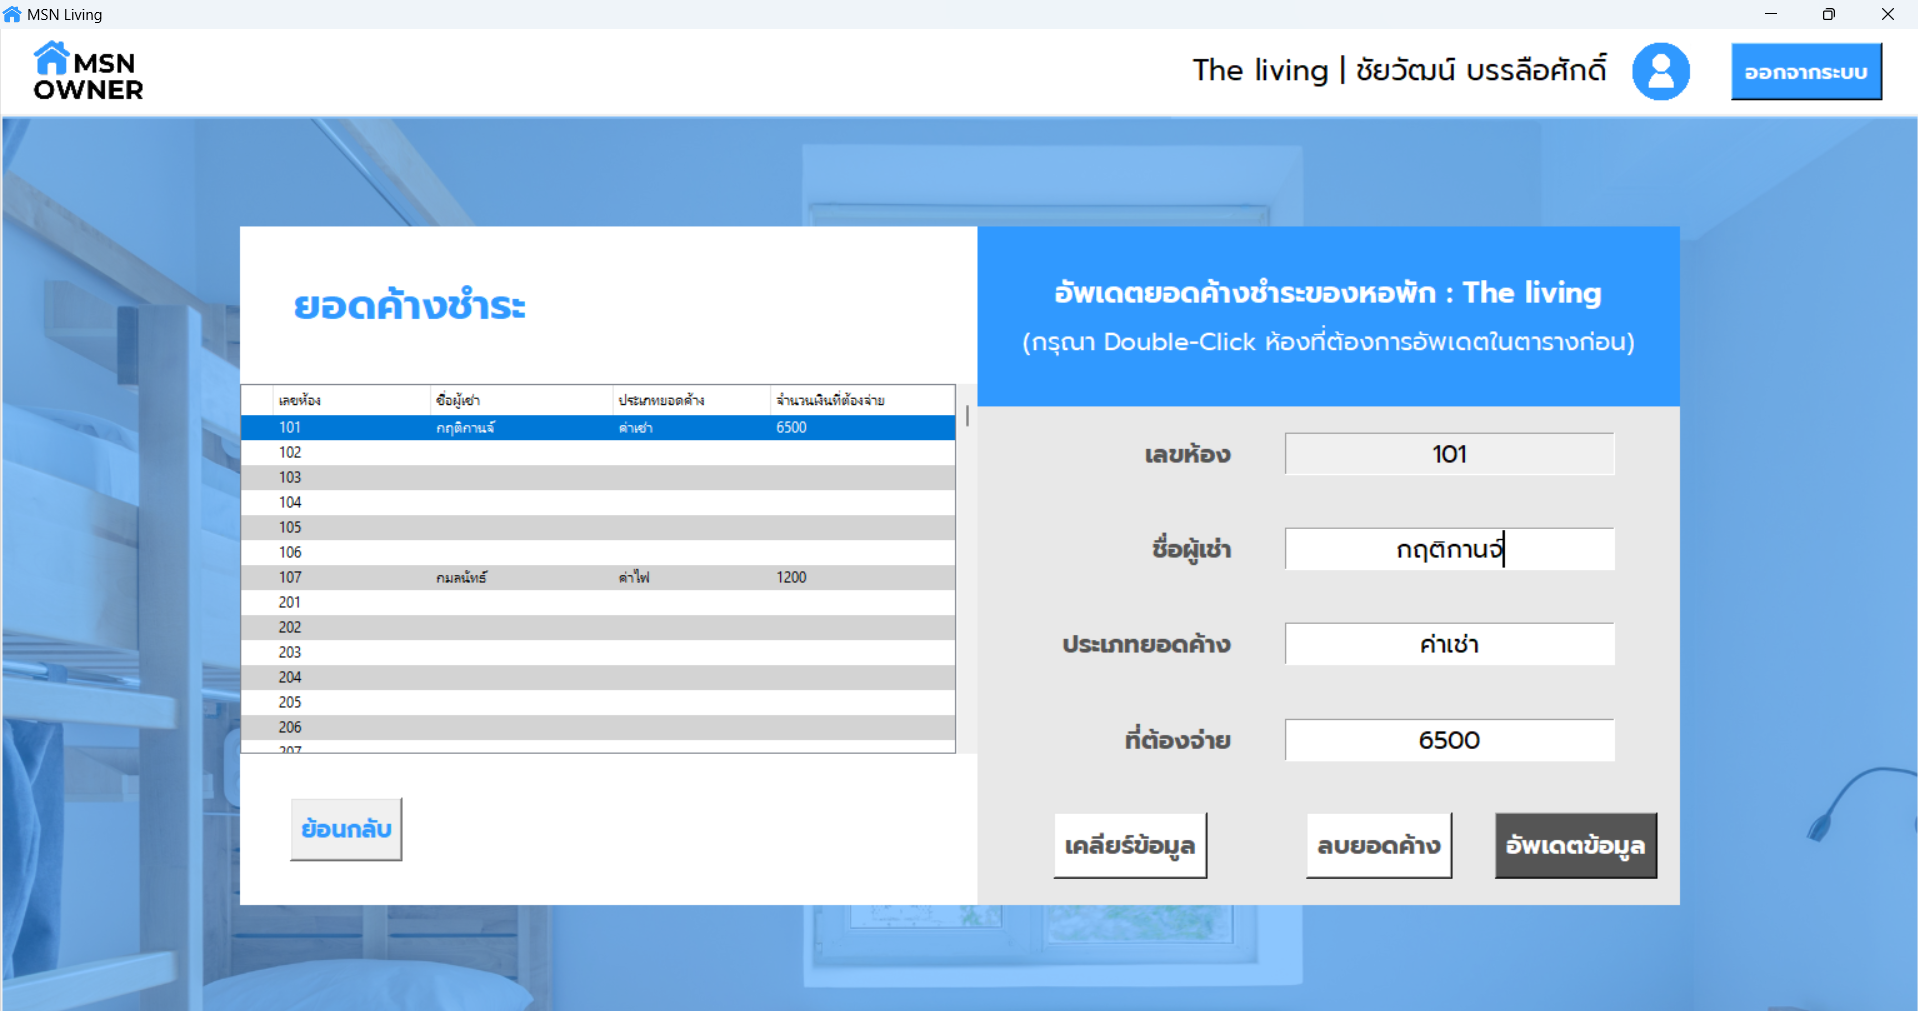 MSN Living
MSN
OWNER
The living | ชัยวัฒน์ บรรลือศักดิ์
ออกจากระบบ
ยอดค้างชำระ
เลขห้อง ชื่อผู้เช่า ประเภทยอดค้าง จำนวนเงินที่ต้องจ่าย
101 กฤติกานจ์ ค่าเช่า 6500
102
103
104
105
106
107 กมลนัทธ์ ค่าไฟ 1200
201
202
203
204
205
206
207
ย้อนกลับ
อัพเดตยอดค้างชำระของหอพัก : The living
(กรุณา Double-Click ห้องที่ต้องการอัพเดตในตารางก่อน)
เลขห้อง 101
ชื่อผู้เช่า กฤติกานจ์
ประเภทยอดค้าง ค่าเช่า
ที่ต้องจ่าย 6500
เคลียร์ข้อมูล ลบยอดค้าง อัพเดตข้อมูล